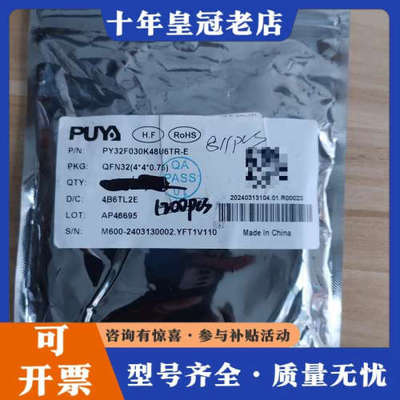 十年皇冠老店
PUYA H.F RoHS
P/N: PY32F030K48U6TR-E
PKG: QFN32(4*4*0.75)
QTY:
QA
PASS
D/C: 4B6TL2E
LOT: AP46695
S/N: M600-2403130002.YFT1V110
20240313104.01.R00023
Made in China
可开票
咨询有惊喜·参与补贴活动
型号齐全·质量无忧